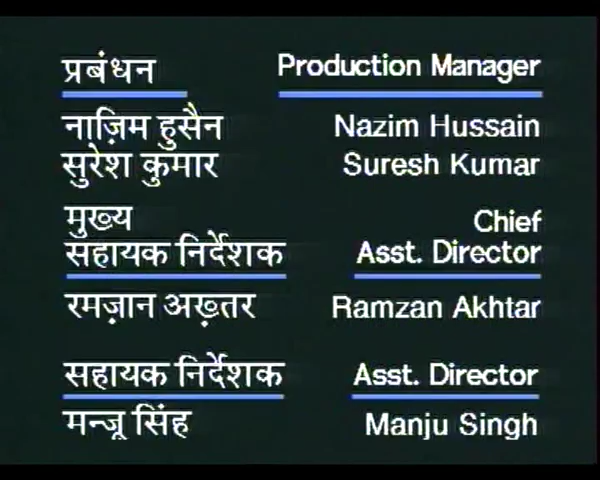 प्रबंधन Production Manager
नाज़िम हुसैन Nazim Hussain
सुरेश कुमार Suresh Kumar
मुख्य Chief
सहायक निर्देशक Asst. Director
रमज़ान अख़्तर Ramzan Akhtar
सहायक निर्देशक Asst. Director
मन्जू सिंह Manju Singh